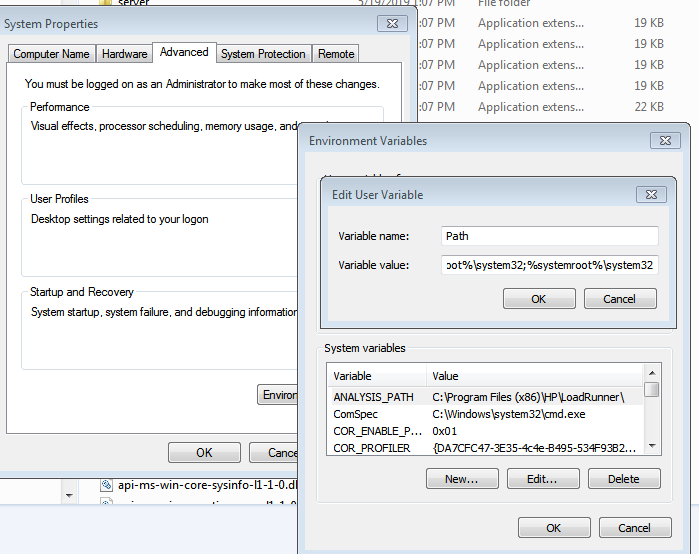 server 5/19/2019 1:07 PM File folder
System Properties
:07 PM Application extens... 19 KB
Computer Name Hardware Advanced System Protection Remote
:07 PM Application extens... 19 KB
:07 PM Application extens... 19 KB
You must be logged on as an Administrator to make most of these changes.
:07 PM Application extens... 19 KB
Performance
:07 PM Application extens... 22 KB
Visual effects, processor scheduling, memory usage, and
Environment Variables
Edit User Variable
User Profiles
Desktop settings related to your logon
Variable name: Path
Variable value: oot%\system32;%systemroot%\system32
OK Cancel
Startup and Recovery
System startup, system failure, and debugging information
System variables
Variable Value
ANALYSIS_PATH C:\Program Files (x86)\HP\LoadRunner\
Environ
ComSpec C:\Windows\system32\cmd.exe
COR_ENABLE_P... 0x01
COR_PROFILER {DA7CFC47-3E35-4c4e-B495-534F93B2...
OK Cance
New... Edit... Delete
api-ms-win-core-sysinfo-l1-1-0.dl
OK Cancel